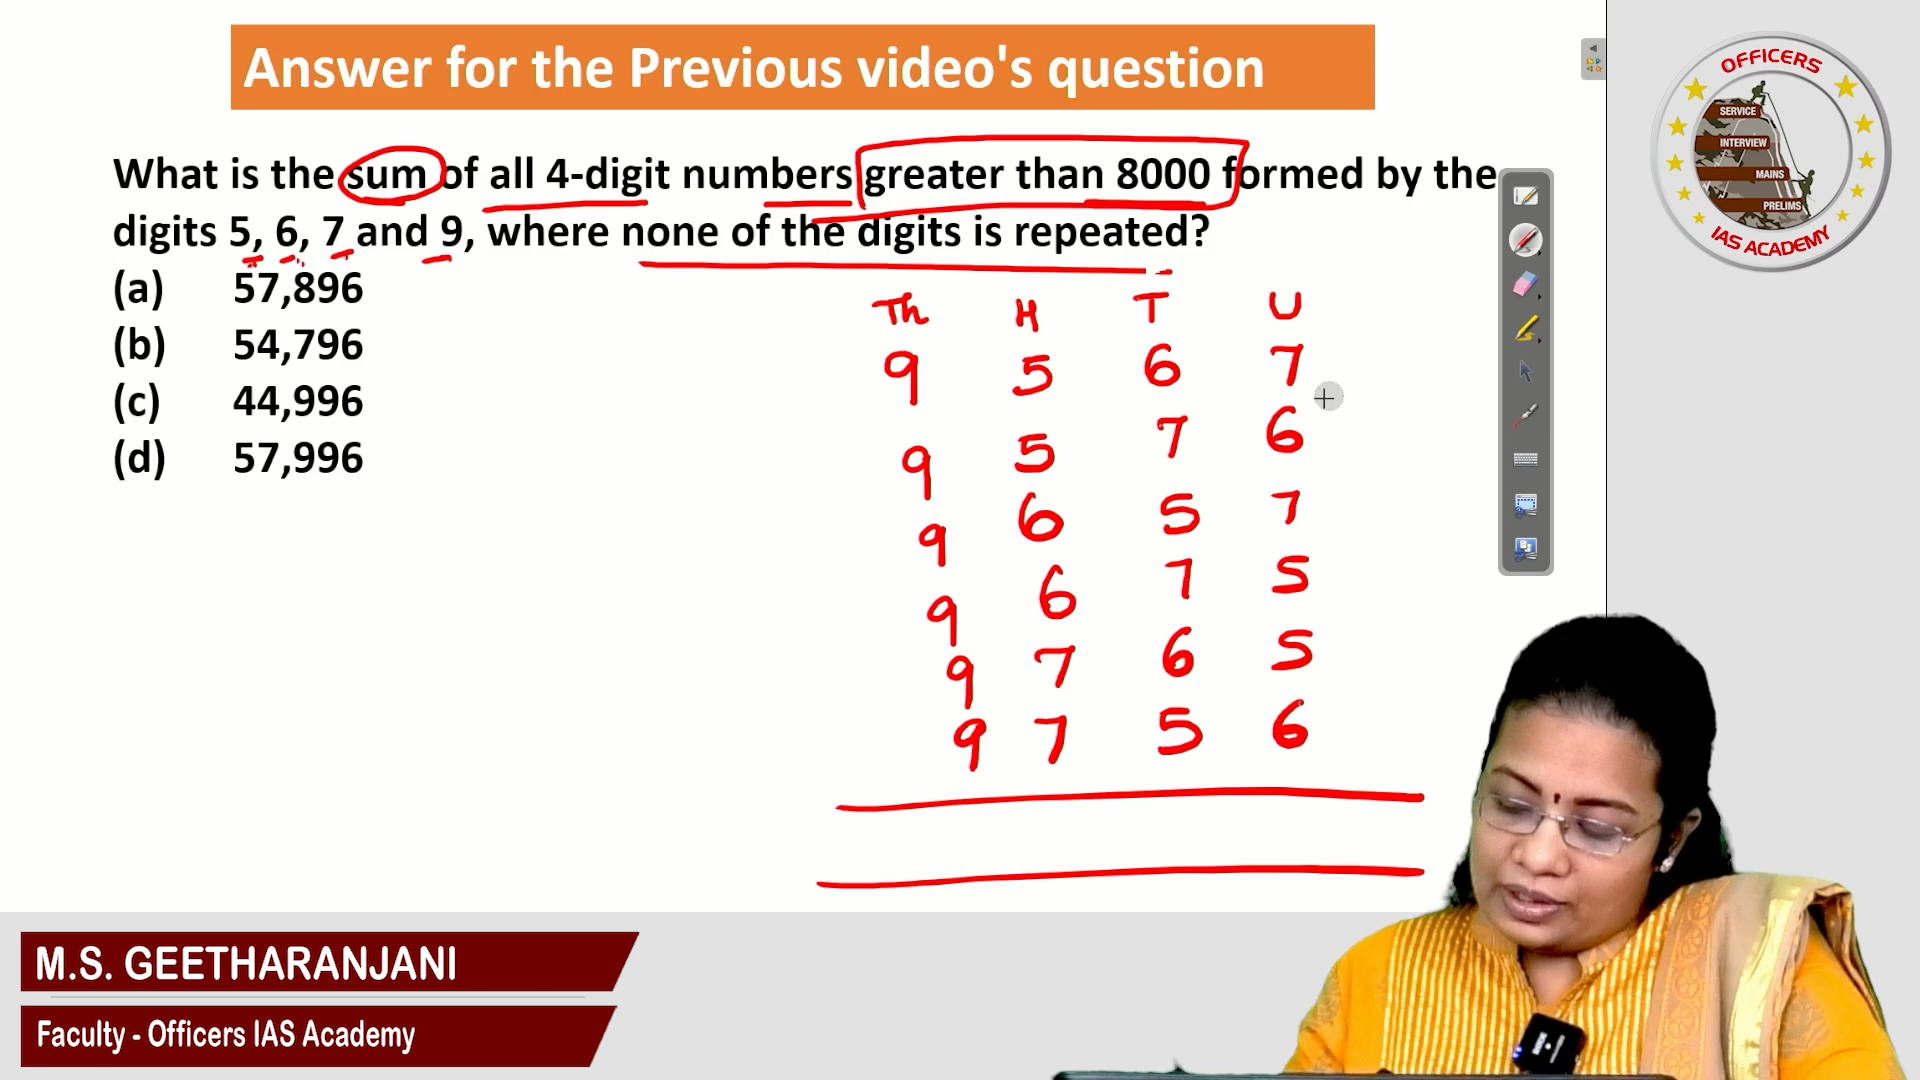 Answer for the Previous video's question
What is the sum of all 4-digit numbers greater than 8000 formed by the
digits 5, 6, 7 and 9, where none of the digits is repeated?
(a) 57,896
(b) 54,796
(c) 44,996
(d) 57,996
Th H T U
9 5 6 7
9 5 7 6
9 6 5 7
9 6 7 5
9 7 6 5
9 7 5 6
OFFICERS
SERVICE
INTERVIEW
MAINS
PRELIMS
IAS ACADEMY
M.S. GEETHARANJANI
Faculty - Officers IAS Academy